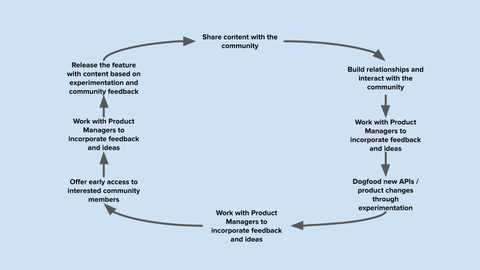 Share content with the
community
Build relationships and
interact with the
community
Work with Product
Managers to
incorporate feedback
and ideas
Dogfood new APIs /
product changes
through
experimentation
Work with Product
Managers to
incorporate feedback
and ideas
Offer early access to
interested community
members
Work with Product
Managers to
incorporate feedback
and ideas
Release the feature
with content based on
experimentation and
community feedback